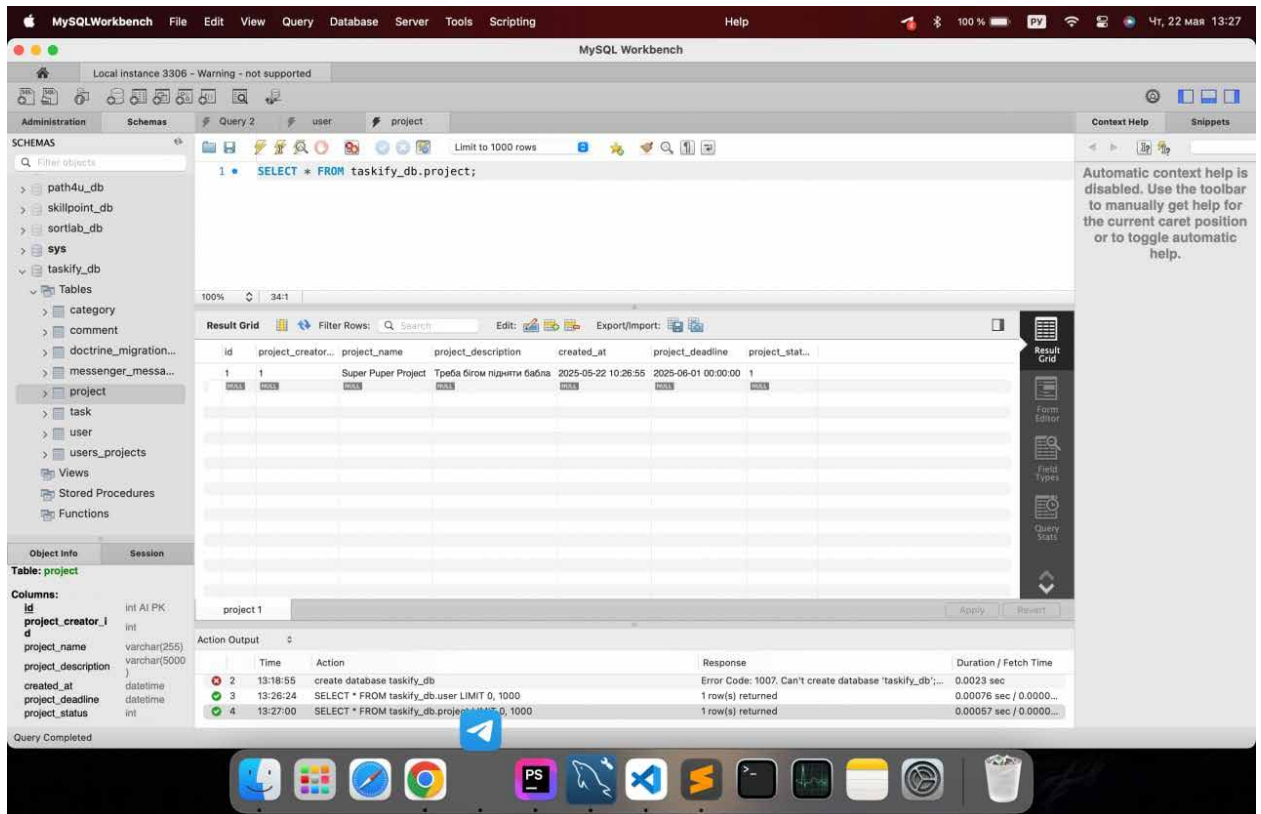 MySQLWorkbench File Edit View Query Database Server Tools Scripting Help 100 % РУ Чт, 22 мая 13:27
MySQL Workbench
Local instance 3306 - Warning - not supported
Administration Schemas Query 2 user project Context Help Snippets
SCHEMAS
Filter objects
Limit to 1000 rows
1 SELECT * FROM taskify_db.project;
path4u_db
skillpoint_db
sortlab_db
sys
taskify_db
Tables
category
comment
doctrine_migration...
messenger_messa...
project
task
user
users_projects
Views
Stored Procedures
Functions
Automatic context help is
disabled. Use the toolbar
to manually get help for
the current caret position
or to toggle automatic
help.
100% 34:1
Result Grid Filter Rows: Search Edit: Export/Import:
id project_creator... project_name project_description created_at project_deadline project_stat...
1 1 Super Puper Project Треба бігом підняти бабла 2025-05-22 10:26:55 2025-06-01 00:00:00 1
NULL NULL NULL NULL NULL NULL NULL
Result
Grid
Form
Editor
Field
Types
Query
Stats
Object Info Session
Table: project
Columns:
id int AI PK
project_creator_i
d int
project_name varchar(255)
project_description varchar(5000
)
created_at datetime
project_deadline datetime
project_status int
project 1 Apply Revert
Action Output
Time Action Response Duration / Fetch Time
2 13:18:55 create database taskify_db Error Code: 1007. Can't create database 'taskify_db';... 0.0023 sec
3 13:26:24 SELECT * FROM taskify_db.user LIMIT 0, 1000 1 row(s) returned 0.00076 sec / 0.0000...
4 13:27:00 SELECT * FROM taskify_db.project 0, 1000 1 row(s) returned 0.00057 sec / 0.0000...
Query Completed
PS